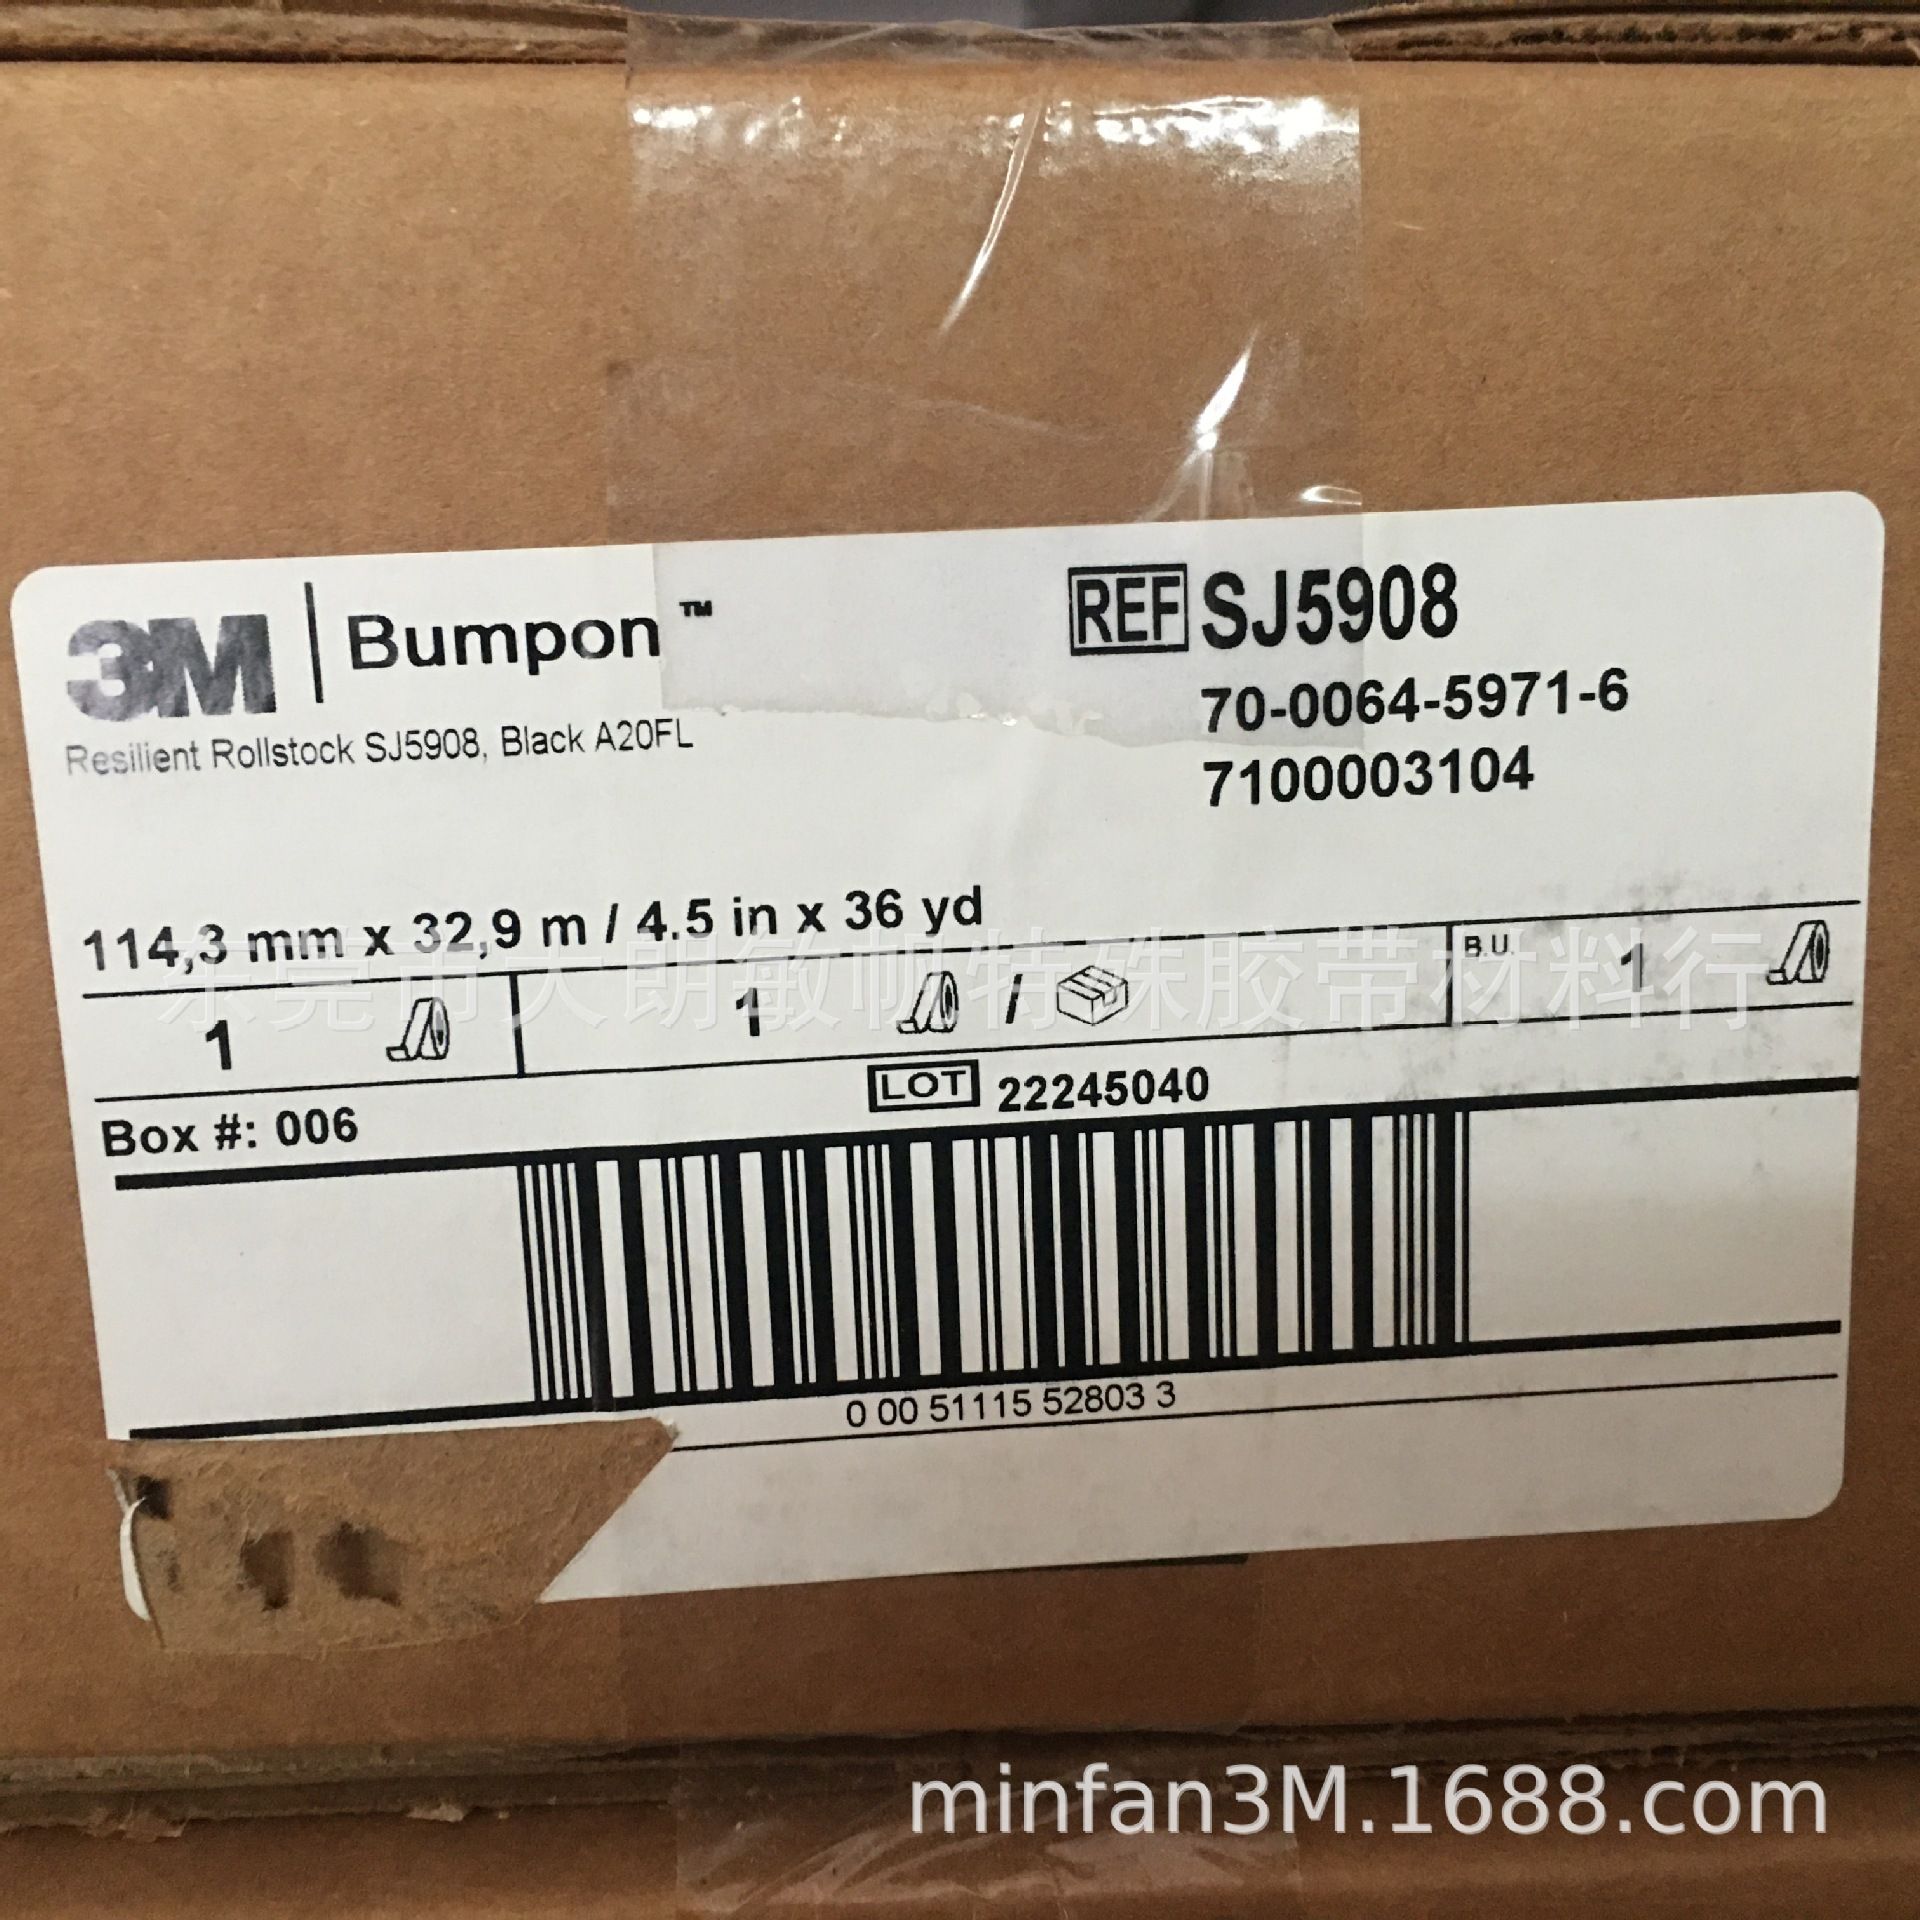 3M | Bumpon™
REF SJ5908
70-0064-5971-6
7100003104
Resilient Rollstock SJ5908, Black A20FL
114,3 mm x 32,9 m / 4.5 in x 36 yd
东莞市大朗敏帆特殊胶带材料行
1
1 /
B.U. 1
Box #: 006
LOT 22245040
0 00 51115 52803 3
minfan3M.1688.com